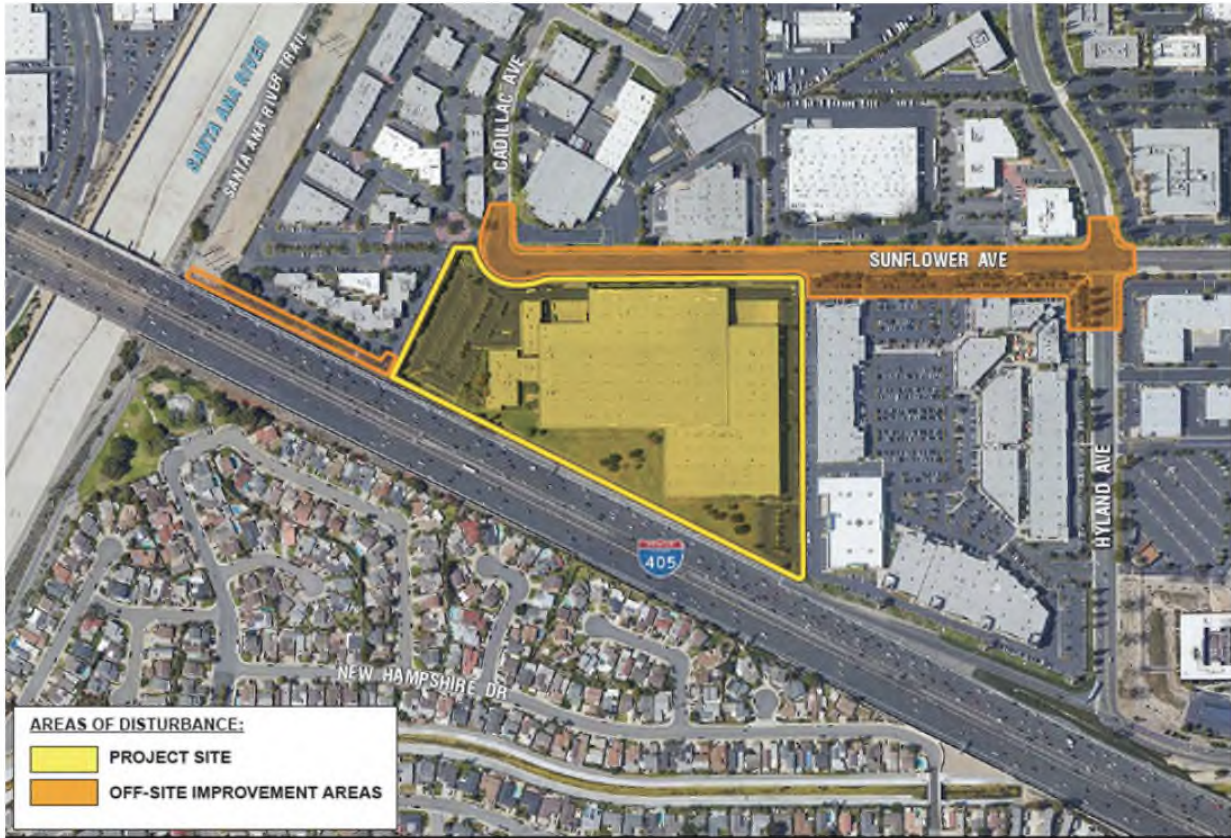 SANTA ANA RIVER
SANTA ANA RIVER TRAIL
CADILLAC AVE
SUNFLOWER AVE
HYLAND AVE
405
NEW HAMPSHIRE DR
AREAS OF DISTURBANCE:
PROJECT SITE
OFF-SITE IMPROVEMENT AREAS